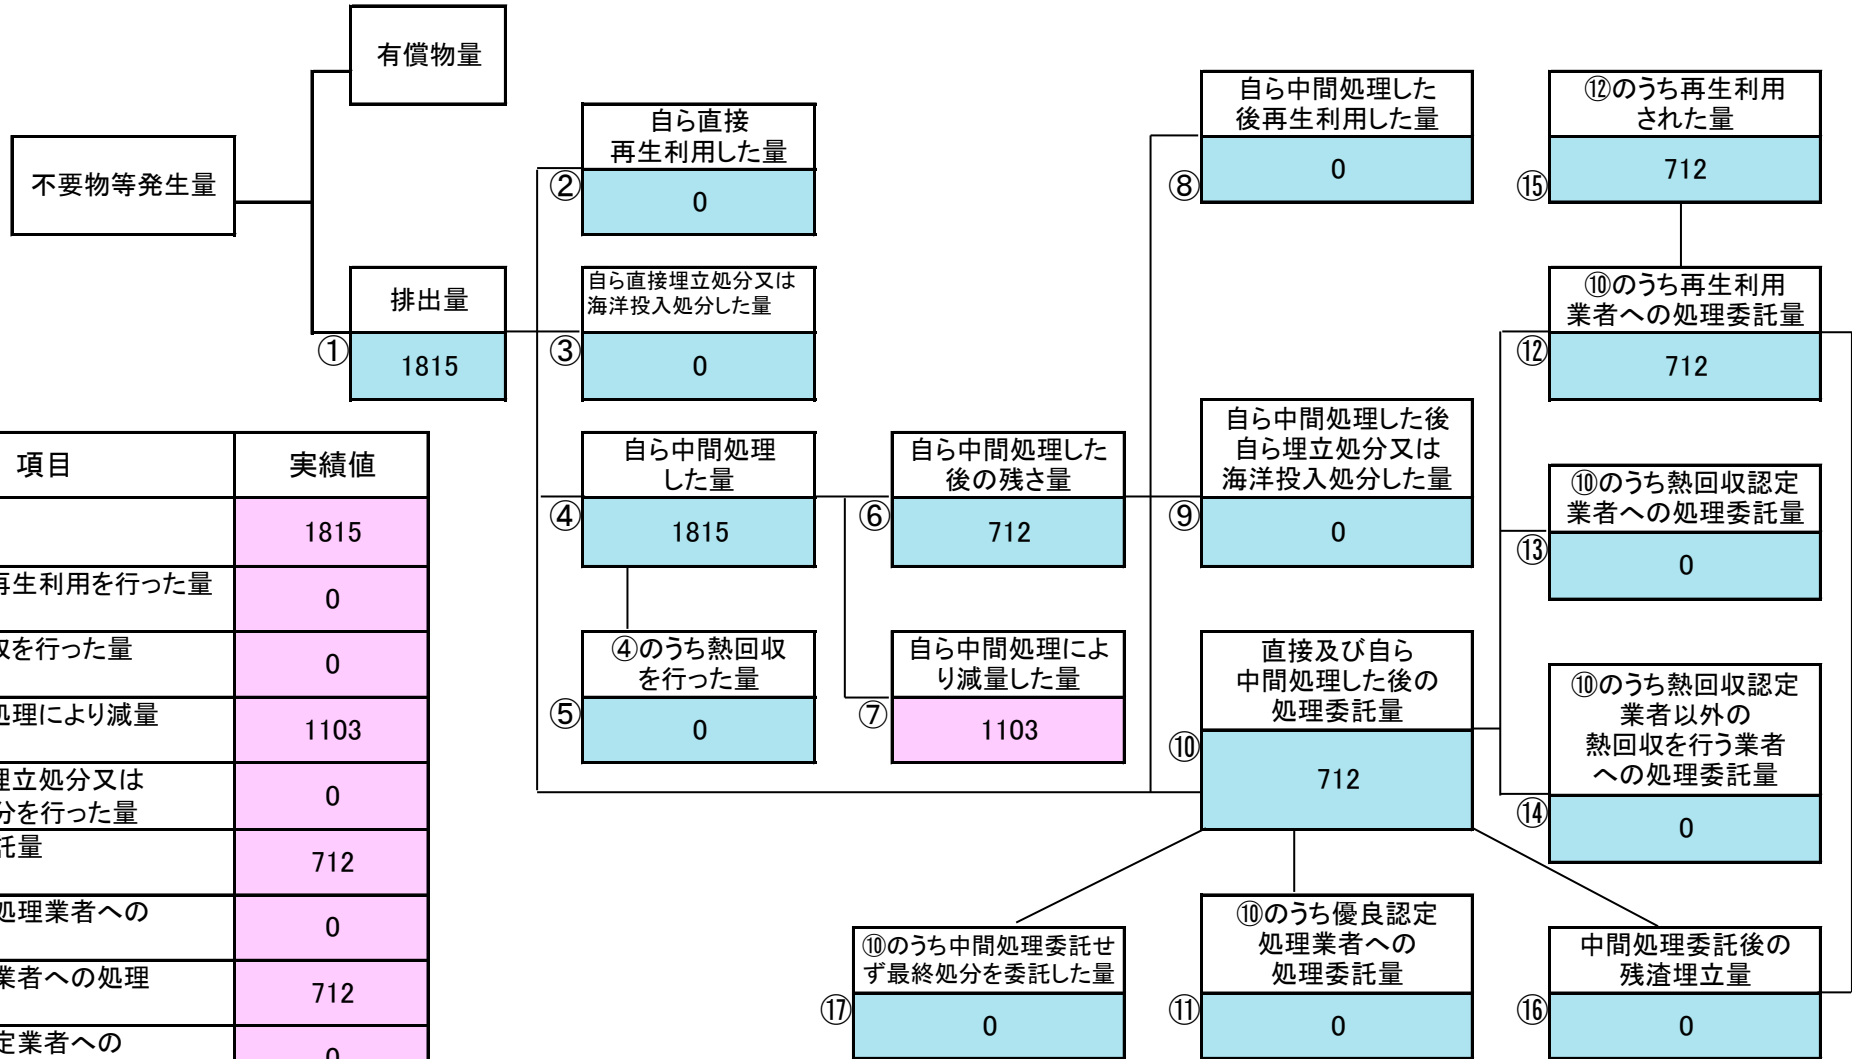 有償物量
不要物等発生量
排出量
①
1815
自ら直接
再生利用した量
②
0
自ら直接埋立処分又は
海洋投入処分した量
③
0
自ら中間処理
した量
④
1815
④のうち熱回収
を行った量
⑤
0
自ら中間処理した
後の残さ量
⑥
712
自ら中間処理によ
り減量した量
⑦
1103
自ら中間処理した
後再生利用した量
⑧
0
自ら中間処理した後
自ら埋立処分又は
海洋投入処分した量
⑨
0
直接及び自ら
中間処理した後の
処理委託量
⑩
712
⑫のうち再生利用
された量
⑮
712
⑩のうち再生利用
業者への処理委託量
⑫
712
⑩のうち熱回収認定
業者への処理委託量
⑬
0
⑩のうち熱回収認定
業者以外の
熱回収を行う業者
への処理委託量
⑭
0
⑩のうち中間処理委託せ
ず最終処分を委託した量
⑰
0
⑩のうち優良認定
処理業者への
処理委託量
⑪
0
中間処理委託後の
残渣埋立量
⑯
0
項目 実績値
1815
再生利用を行った量 0
を行った量 0
処理により減量 1103
埋立処分又は
を行った量 0
託量 712
処理業者への 0
業者への処理 712
定業者への 0